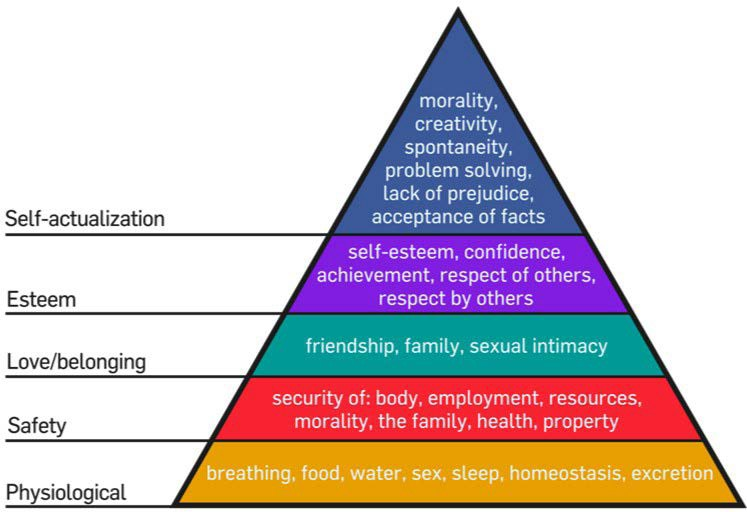 morality,
creativity,
spontaneity,
problem solving,
lack of prejudice,
acceptance of facts
Self-actualization
self-esteem, confidence,
achievement, respect of others,
respect by others
Esteem
friendship, family, sexual intimacy
Love/belonging
security of: body, employment, resources,
morality, the family, health, property
Safety
breathing, food, water, sex, sleep, homeostasis, excretion
Physiological